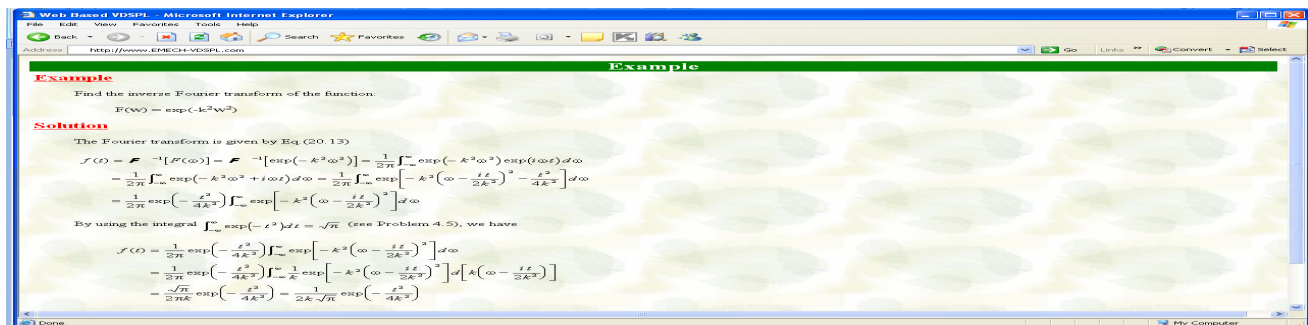 Web Based VDSPL - Microsoft Internet Explorer
File Edit View Favorites Tools Help
Back Search Favorites
Address http://www.EMECH-VDSPL.com Go Links » Convert Select
Example
Example
Find the inverse Fourier transform of the function:
F(W) = exp(-k²W²)
Solution
The Fourier transform is given by Eq.(20.13)
f(t) = F⁻¹[F(ω)] = F⁻¹[exp(−k²ω²)] = 1/2π ∫_{-∞}^{∞} exp(−k²ω²) exp(iωt) dω
= 1/2π ∫_{-∞}^{∞} exp(−k²ω² + iωt) dω = 1/2π ∫_{-∞}^{∞} exp[−k²(ω − it/2k²)² − t²/4k²] dω
= 1/2π exp(−t²/4k²) ∫_{-∞}^{∞} exp[−k²(ω − it/2k²)²] dω
By using the integral ∫_{-∞}^{∞} exp(−t²)dt = √π (see Problem 4.5), we have
f(t) = 1/2π exp(−t²/4k²) ∫_{-∞}^{∞} exp[−k²(ω − it/2k²)²] dω
= 1/2π exp(−t²/4k²) ∫_{-∞}^{∞} 1/k exp[−k²(ω − it/2k²)²] d[k(ω − it/2k²)]
= √π/2πk exp(−t²/4k²) = 1/2k√π exp(−t²/4k²)
Done My Computer